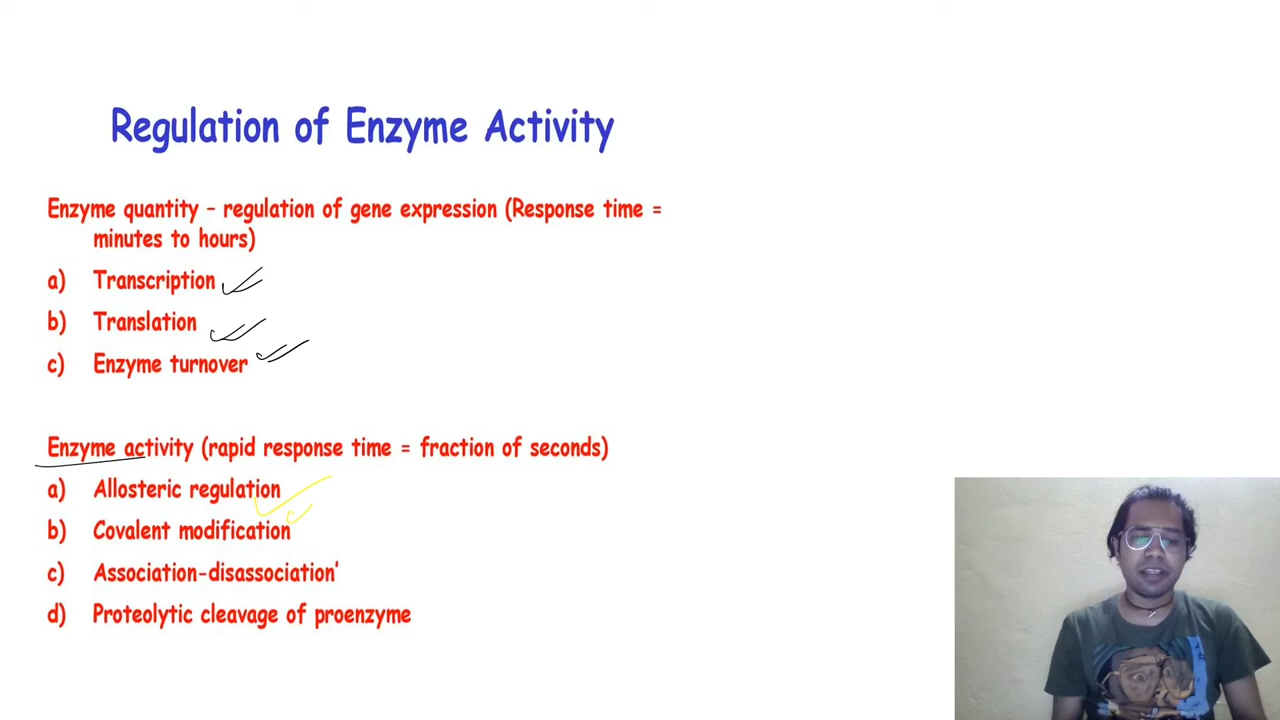 Regulation of Enzyme Activity
Enzyme quantity – regulation of gene expression (Response time =
minutes to hours)
a) Transcription
b) Translation
c) Enzyme turnover
Enzyme activity (rapid response time = fraction of seconds)
a) Allosteric regulation
b) Covalent modification
c) Association-disassociation’
d) Proteolytic cleavage of proenzyme